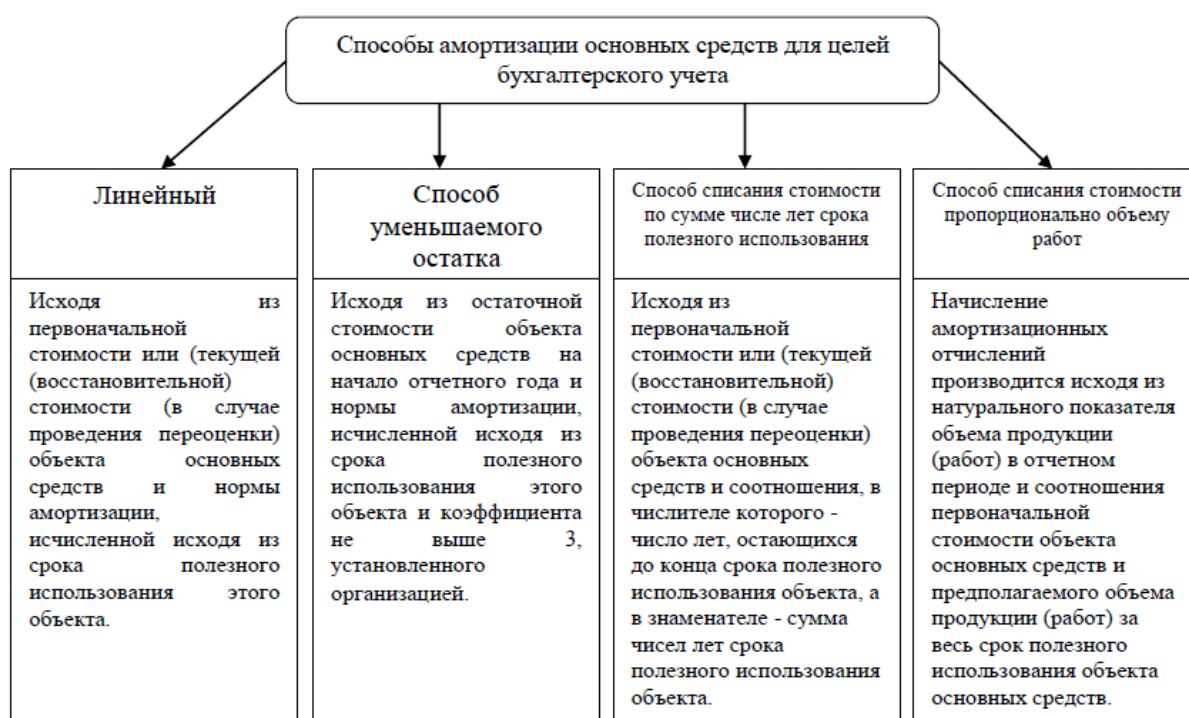 Способы амортизации основных средств для целей
бухгалтерского учета
Линейный
Исходя из
первоначальной
стоимости или (текущей
(восстановительной)
стоимости (в случае
проведения переоценки)
объекта основных
средств и нормы
амортизации,
исчисленной исходя из
срока полезного
использования этого
объекта.
Способ
уменьшаемого
остатка
Исходя из остаточной
стоимости объекта
основных средств на
начало отчетного года и
нормы амортизации,
исчисленной исходя из
срока полезного
использования этого
объекта и коэффициента
не выше 3,
установленного
организацией.
Способ списания стоимости
по сумме числе лет срока
полезного использования
Исходя из
первоначальной
стоимости или (текущей
(восстановительной)
стоимости (в случае
проведения переоценки)
объекта основных
средств и соотношения, в
числителе которого -
число лет, остающихся
до конца срока полезного
использования объекта, а
в знаменателе - сумма
чисел лет срока
полезного использования
объекта.
Способ списания стоимости
пропорционально объему
работ
Начисление
амортизационных
отчислений
производится исходя из
натурального показателя
объема продукции
(работ) в отчетном
периоде и соотношения
первоначальной
стоимости объекта
основных средств и
предполагаемого объема
продукции (работ) за
весь срок полезного
использования объекта
основных средств.